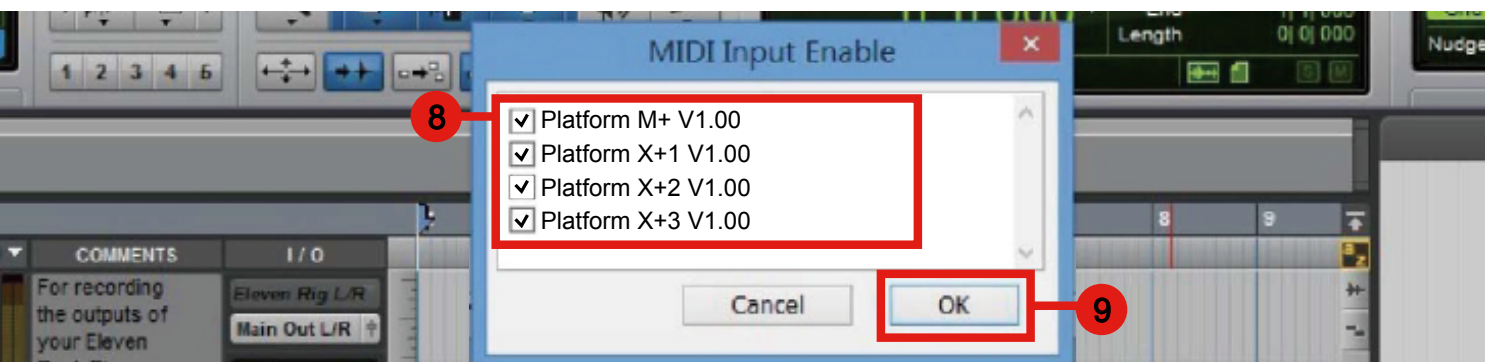 End
MIDI Input Enable
Length
0| 0| 000
Nudge
1 2 3 4 5
S M
8
Platform M+ V1.00
Platform X+1 V1.00
Platform X+2 V1.00
Platform X+3 V1.00
8
9
a z
COMMENTS
I / O
For recording
the outputs of
your Eleven
Eleven Rig L/R
Main Out L/R
Cancel
OK
9